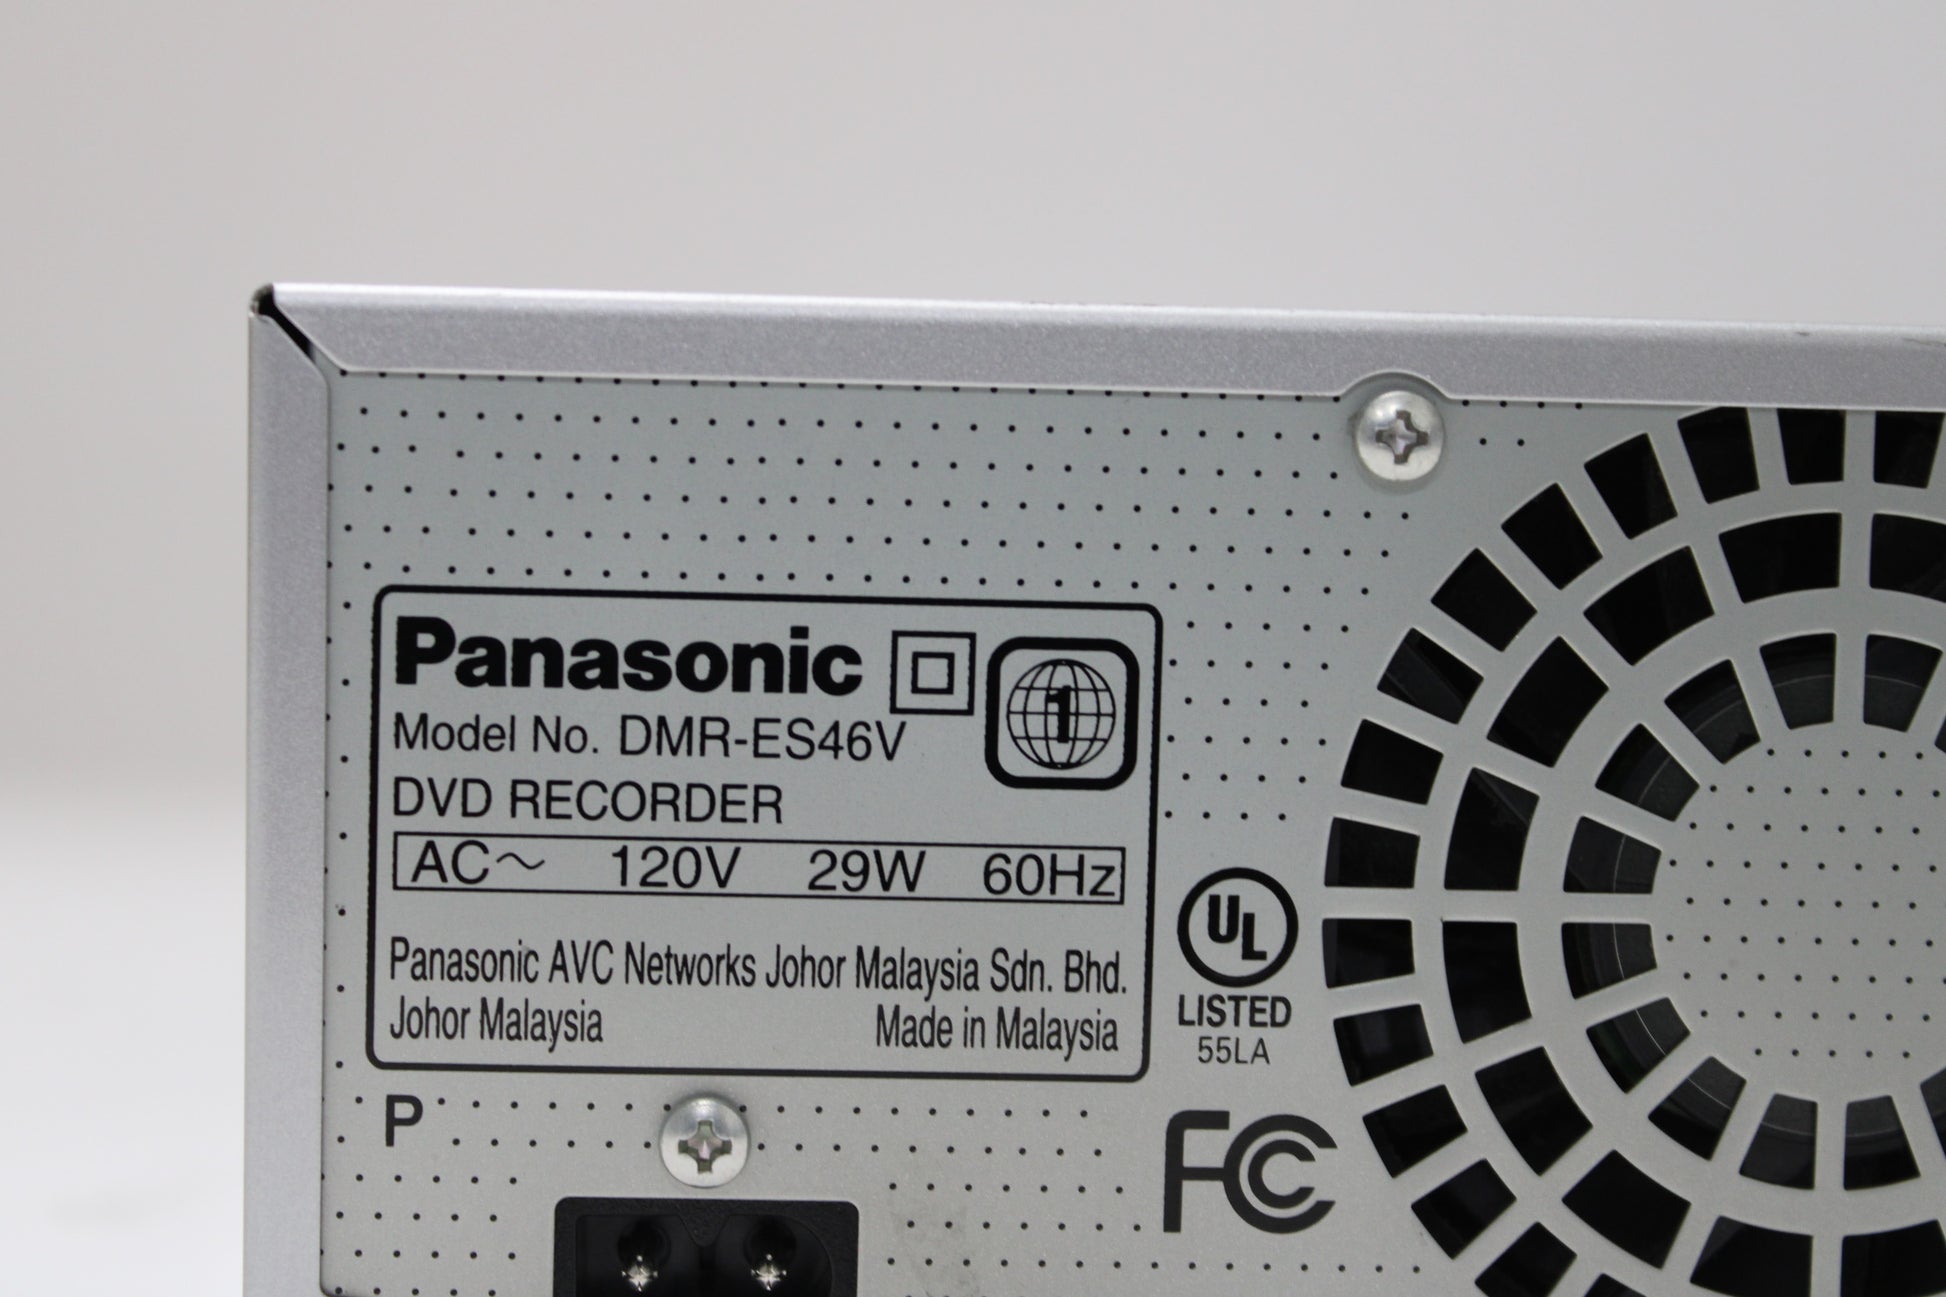 Panasonic
1
Model No. DMR-ES46V
DVD RECORDER
AC~ 120V 29W 60Hz
Panasonic AVC Networks Johor Malaysia Sdn. Bhd.
Johor Malaysia Made in Malaysia
UL
LISTED
55LA
P
FC